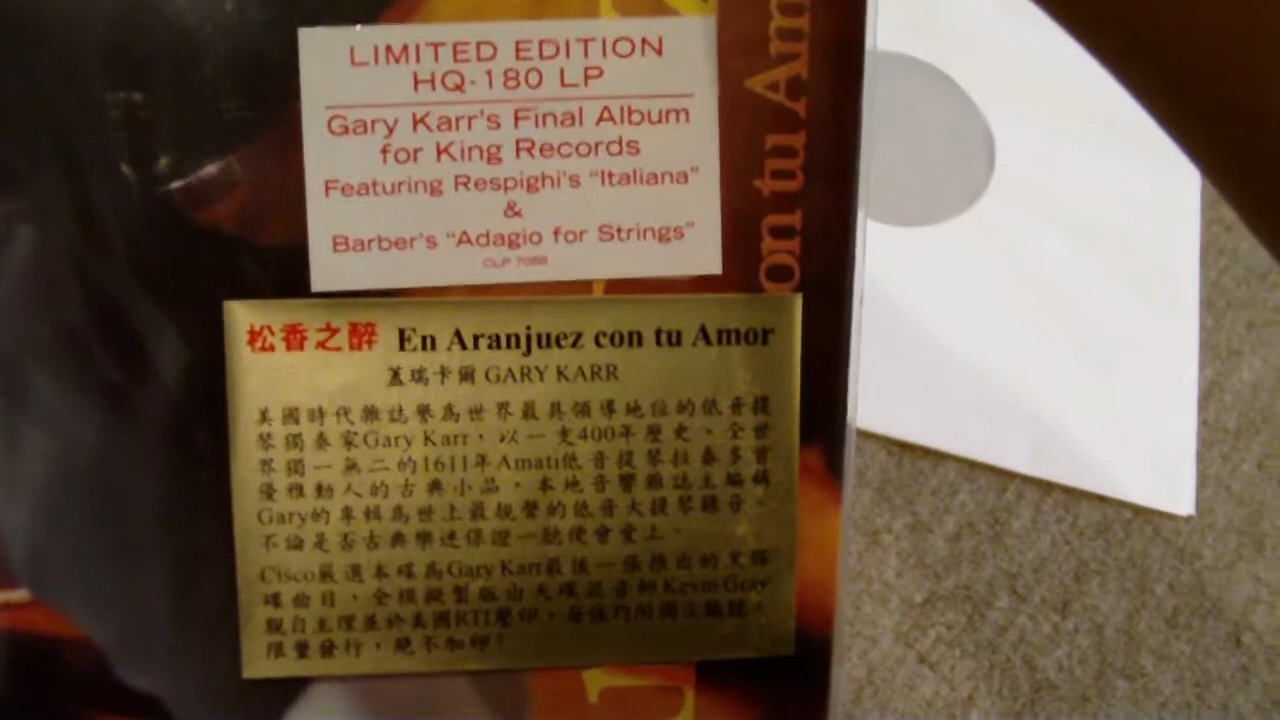 LIMITED EDITION
HQ-180 LP
Gary Karr's Final Album
for King Records
Featuring Respighi's "Italiana"
&
Barber's "Adagio for Strings"
CLP 7088
on tu Am
松香之醉 En Aranjuez con tu Amor
蓋瑞卡爾 GARY KARR
美國時代雜誌譽為世界最具領導地位的低音提
琴獨奏家Gary Karr，以一支400年歷史、全世
界獨一無二的1611年Amati低音提琴拉奏多首
優雅動人的古典小品，本地音響雜誌主編稱
Gary的專輯為世上最靚聲的低音大提琴錄音。
不論是否古典樂迷保證一聽便會愛上。
Cisco嚴選本碟為Gary Karr最後一張推出的黑膠
碟曲目，全模擬製版由天碟混音師Kevin Gray
親自主理並於美國RTI壓印，每張均附獨立編號。
限量發行，絕不加印！